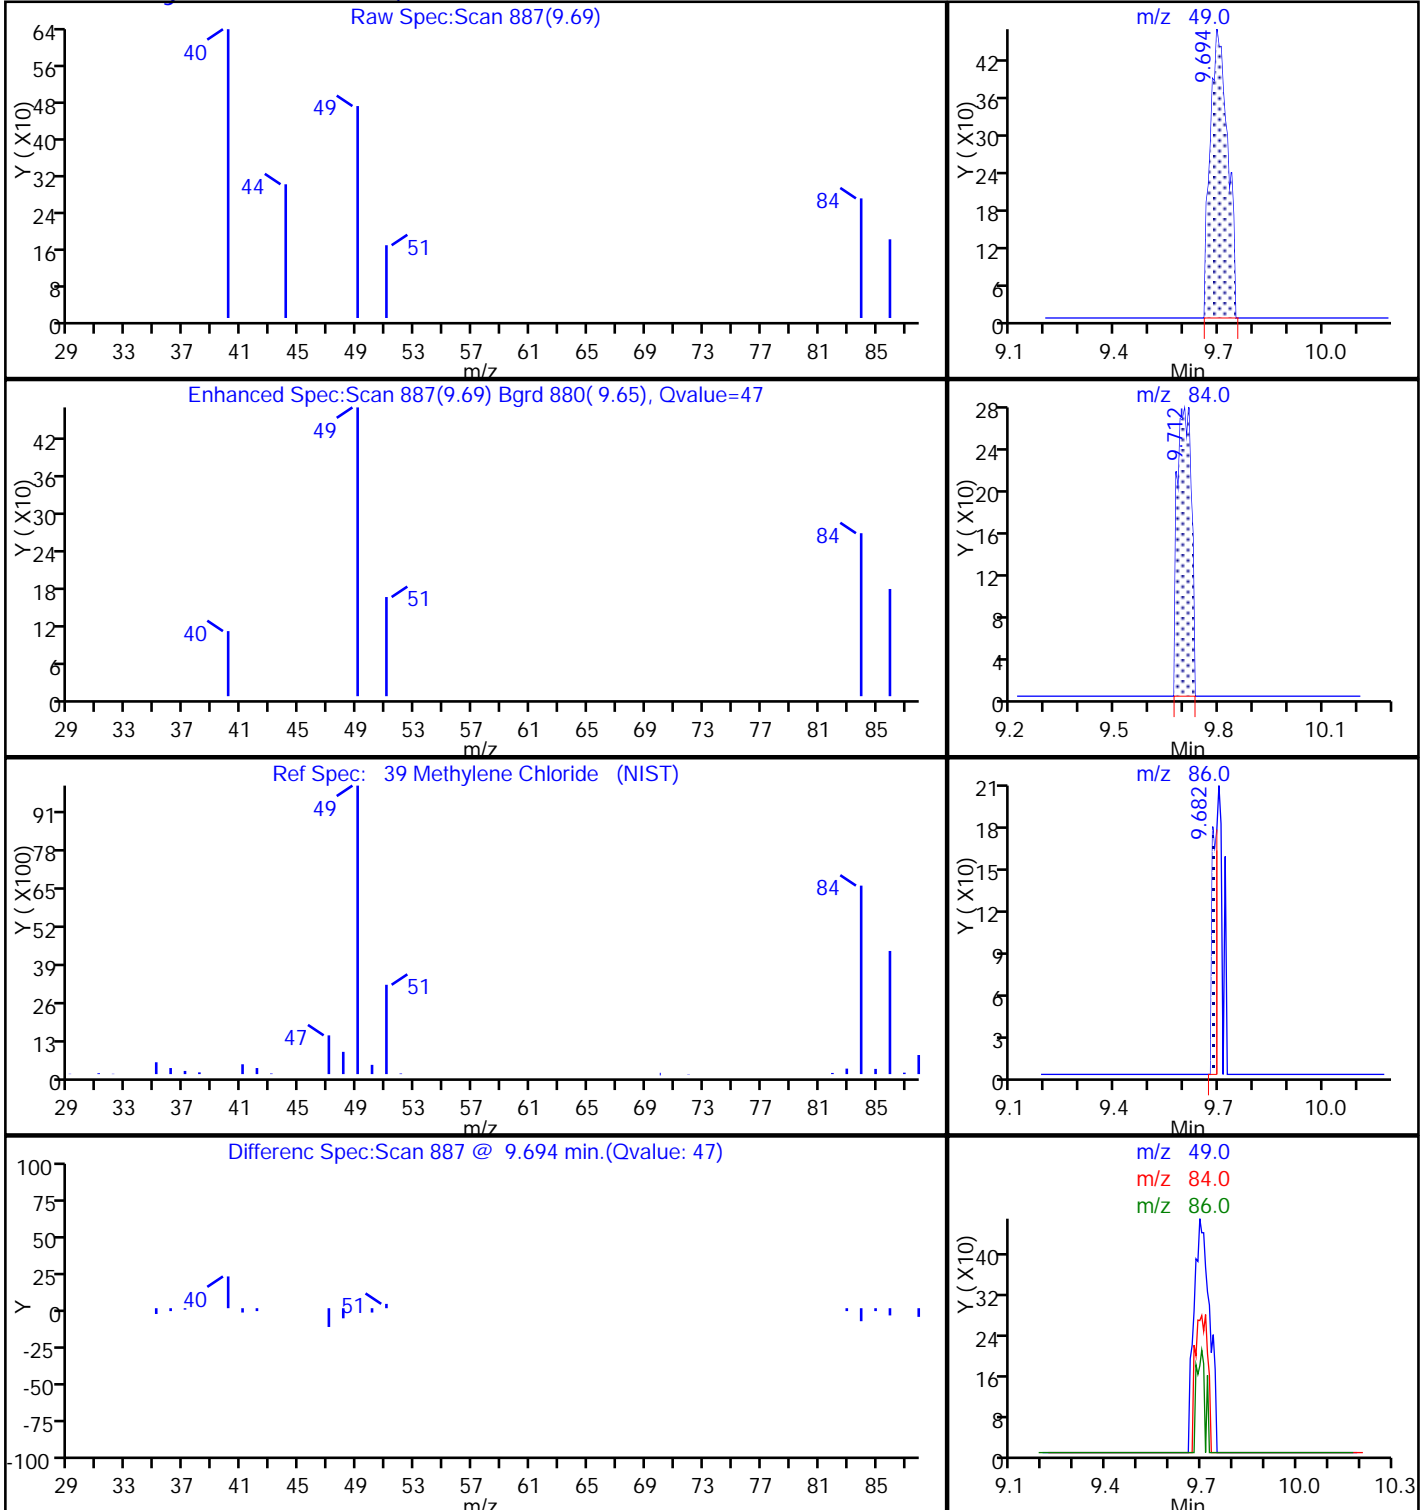 Raw Spec:Scan 887(9.69)
64
56
48
40
32
24
16
8
0
Y ( X10)
40
44
49
51
84
29 33 37 41 45 49 53 57 61 65 69 73 77 81 85
m/z
m/z 49.0
42
36
30
24
18
12
6
0
Y ( X10)
9.694
9.1 9.4 9.7 10.0
Min
Enhanced Spec:Scan 887(9.69) Bgrd 880( 9.65), Qvalue=47
42
36
30
24
18
12
6
0
Y ( X10)
49
84
51
40
29 33 37 41 45 49 53 57 61 65 69 73 77 81 85
m/z
m/z 84.0
28
24
20
16
12
8
4
0
Y ( X10)
9.712
9.2 9.5 9.8 10.1
Min
Ref Spec: 39 Methylene Chloride (NIST)
91
78
65
52
39
26
13
0
Y ( X100)
49
84
51
47
29 33 37 41 45 49 53 57 61 65 69 73 77 81 85
m/z
m/z 86.0
21
18
15
12
9
6
3
0
Y ( X10)
9.682
9.1 9.4 9.7 10.0
Min
Differenc Spec:Scan 887 @ 9.694 min.(Qvalue: 47)
100
75
50
25
0
-25
-50
-75
-100
Y
40
51
29 33 37 41 45 49 53 57 61 65 69 73 77 81 85
m/z
m/z 49.0
m/z 84.0
m/z 86.0
40
32
24
16
8
0
Y ( X10)
9.1 9.4 9.7 10.0 10.3
Min